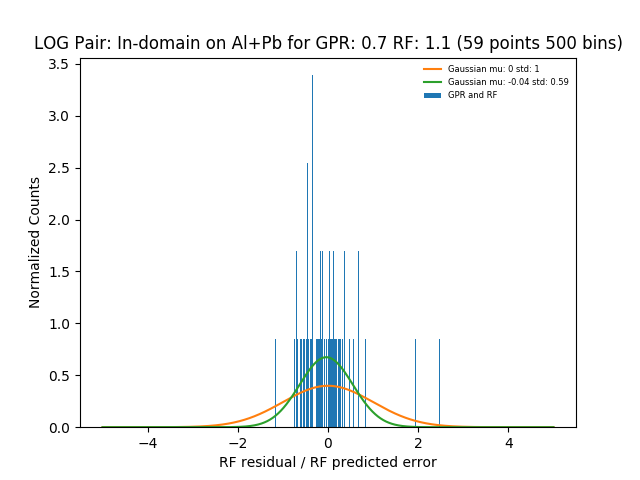 LOG Pair: In-domain on Al+Pb for GPR: 0.7 RF: 1.1 (59 points 500 bins)
Gaussian mu: 0 std: 1
Gaussian mu: -0.04 std: 0.59
GPR and RF
Normalized Counts
3.5
3.0
2.5
2.0
1.5
1.0
0.5
0.0
−4 −2 0 2 4
RF residual / RF predicted error